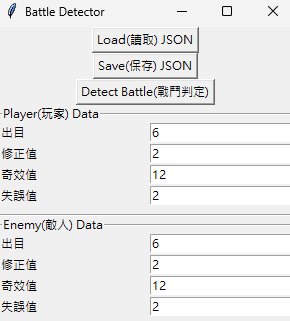 Battle Detector
Load(讀取) JSON
Save(保存) JSON
Detect Battle(戰鬥判定)
Player(玩家) Data
出目 6
修正值 2
奇效值 12
失誤值 2
Enemy(敵人) Data
出目 6
修正值 2
奇效值 12
失誤值 2